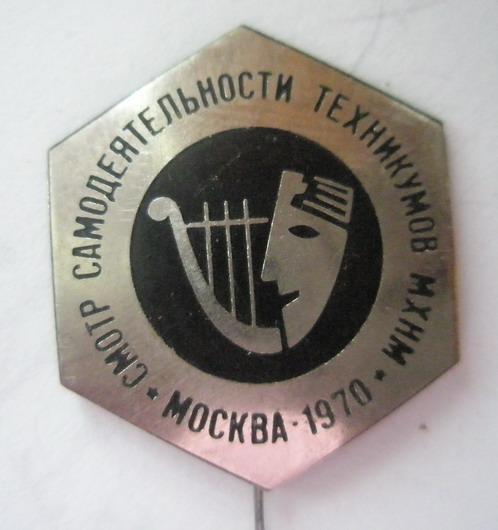 СМОТР САМОДЕЯТЕЛЬНОСТИ ТЕХНИКУМОВ МХНМ
* МОСКВА · 1970 *